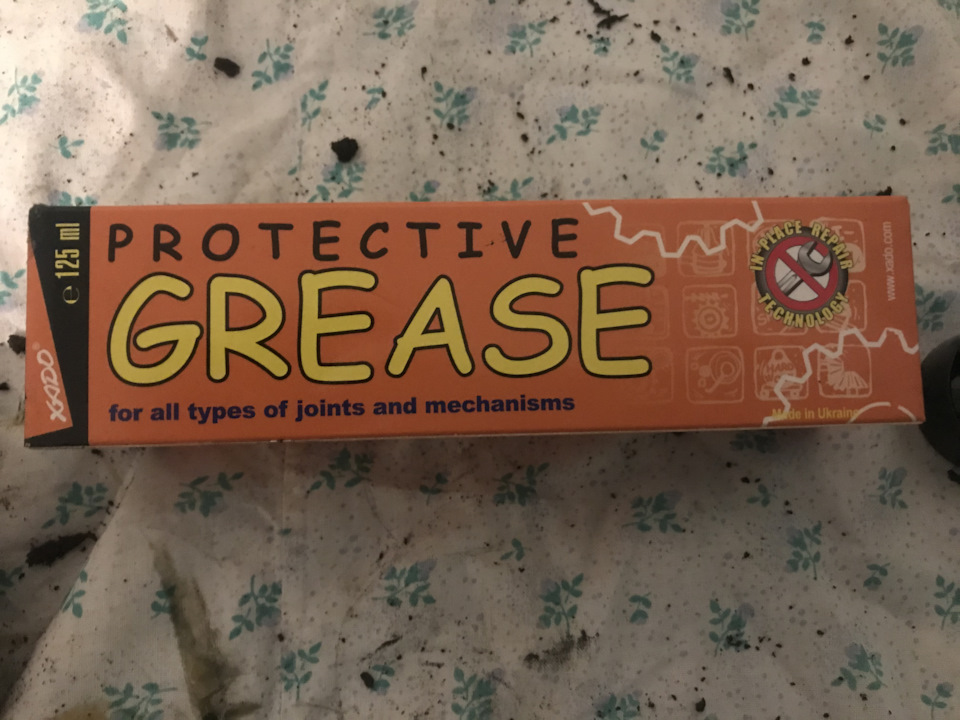 ℮ 125 ml
XADO®
PROTECTIVE
GREASE
for all types of joints and mechanisms
IN-PLACE REPAIR
TECHNOLOGY
www.xado.com
Made in Ukraine